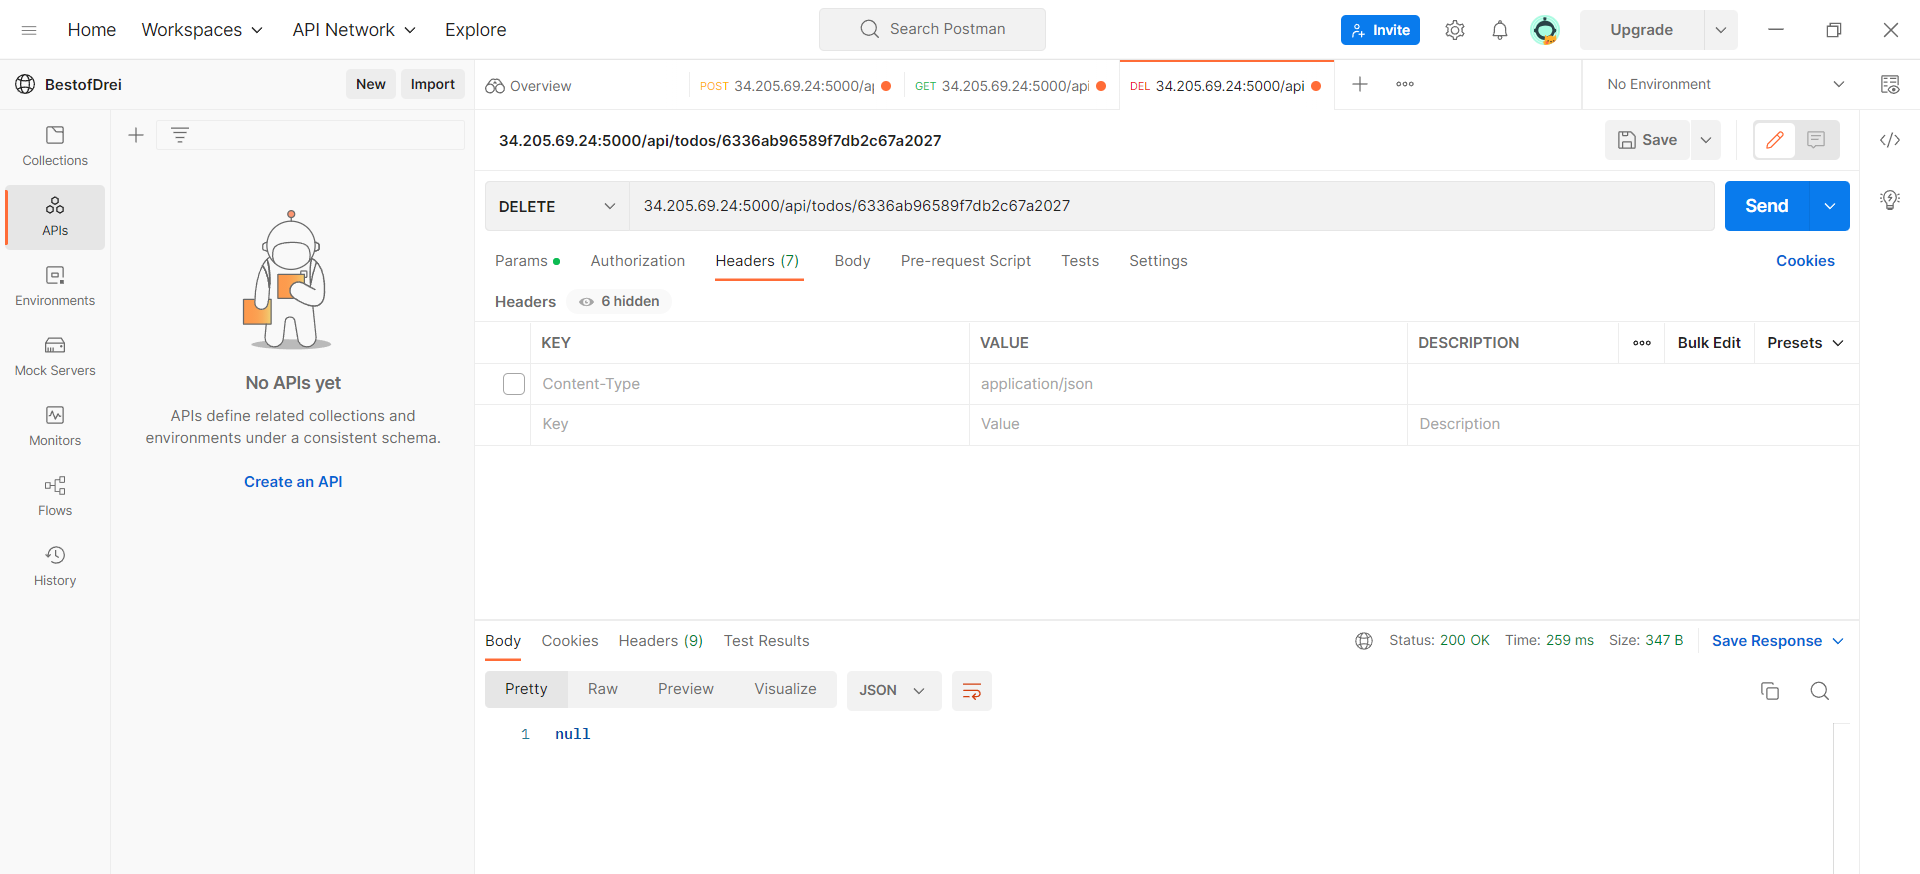 Home Workspaces API Network Explore Search Postman Invite Upgrade
BestofDrei New Import Overview POST 34.205.69.24:5000/ap GET 34.205.69.24:5000/api DEL 34.205.69.24:5000/api No Environment
Collections
APIs
Environments
Mock Servers
Monitors
Flows
History
No APIs yet
APIs define related collections and
environments under a consistent schema.
Create an API
34.205.69.24:5000/api/todos/6336ab96589f7db2c67a2027 Save
DELETE 34.205.69.24:5000/api/todos/6336ab96589f7db2c67a2027 Send
Params Authorization Headers (7) Body Pre-request Script Tests Settings Cookies
Headers 6 hidden
KEY VALUE DESCRIPTION Bulk Edit Presets
Content-Type application/json
Key Value Description
Body Cookies Headers (9) Test Results Status: 200 OK Time: 259 ms Size: 347 B Save Response
Pretty Raw Preview Visualize JSON
1 null